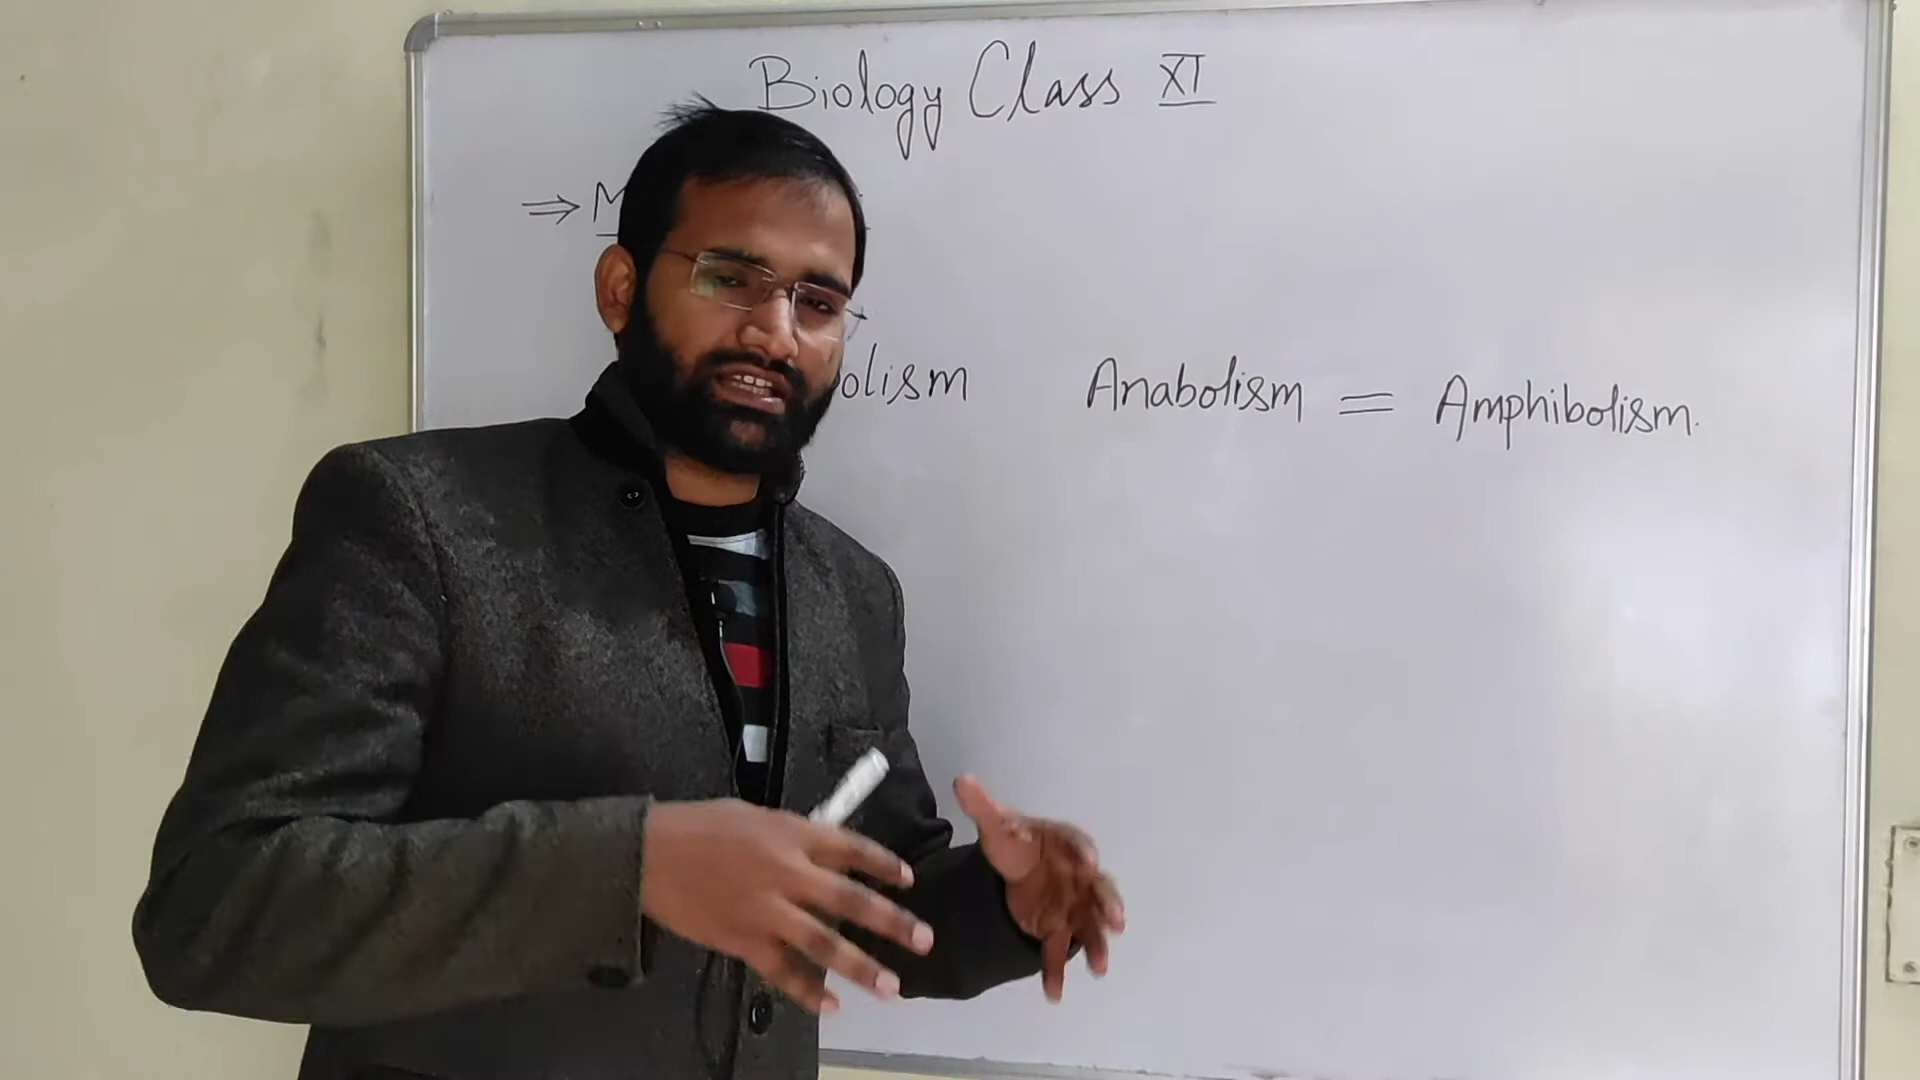 Biology Class XI
⇒ M
olism Anabolism = Amphibolism.